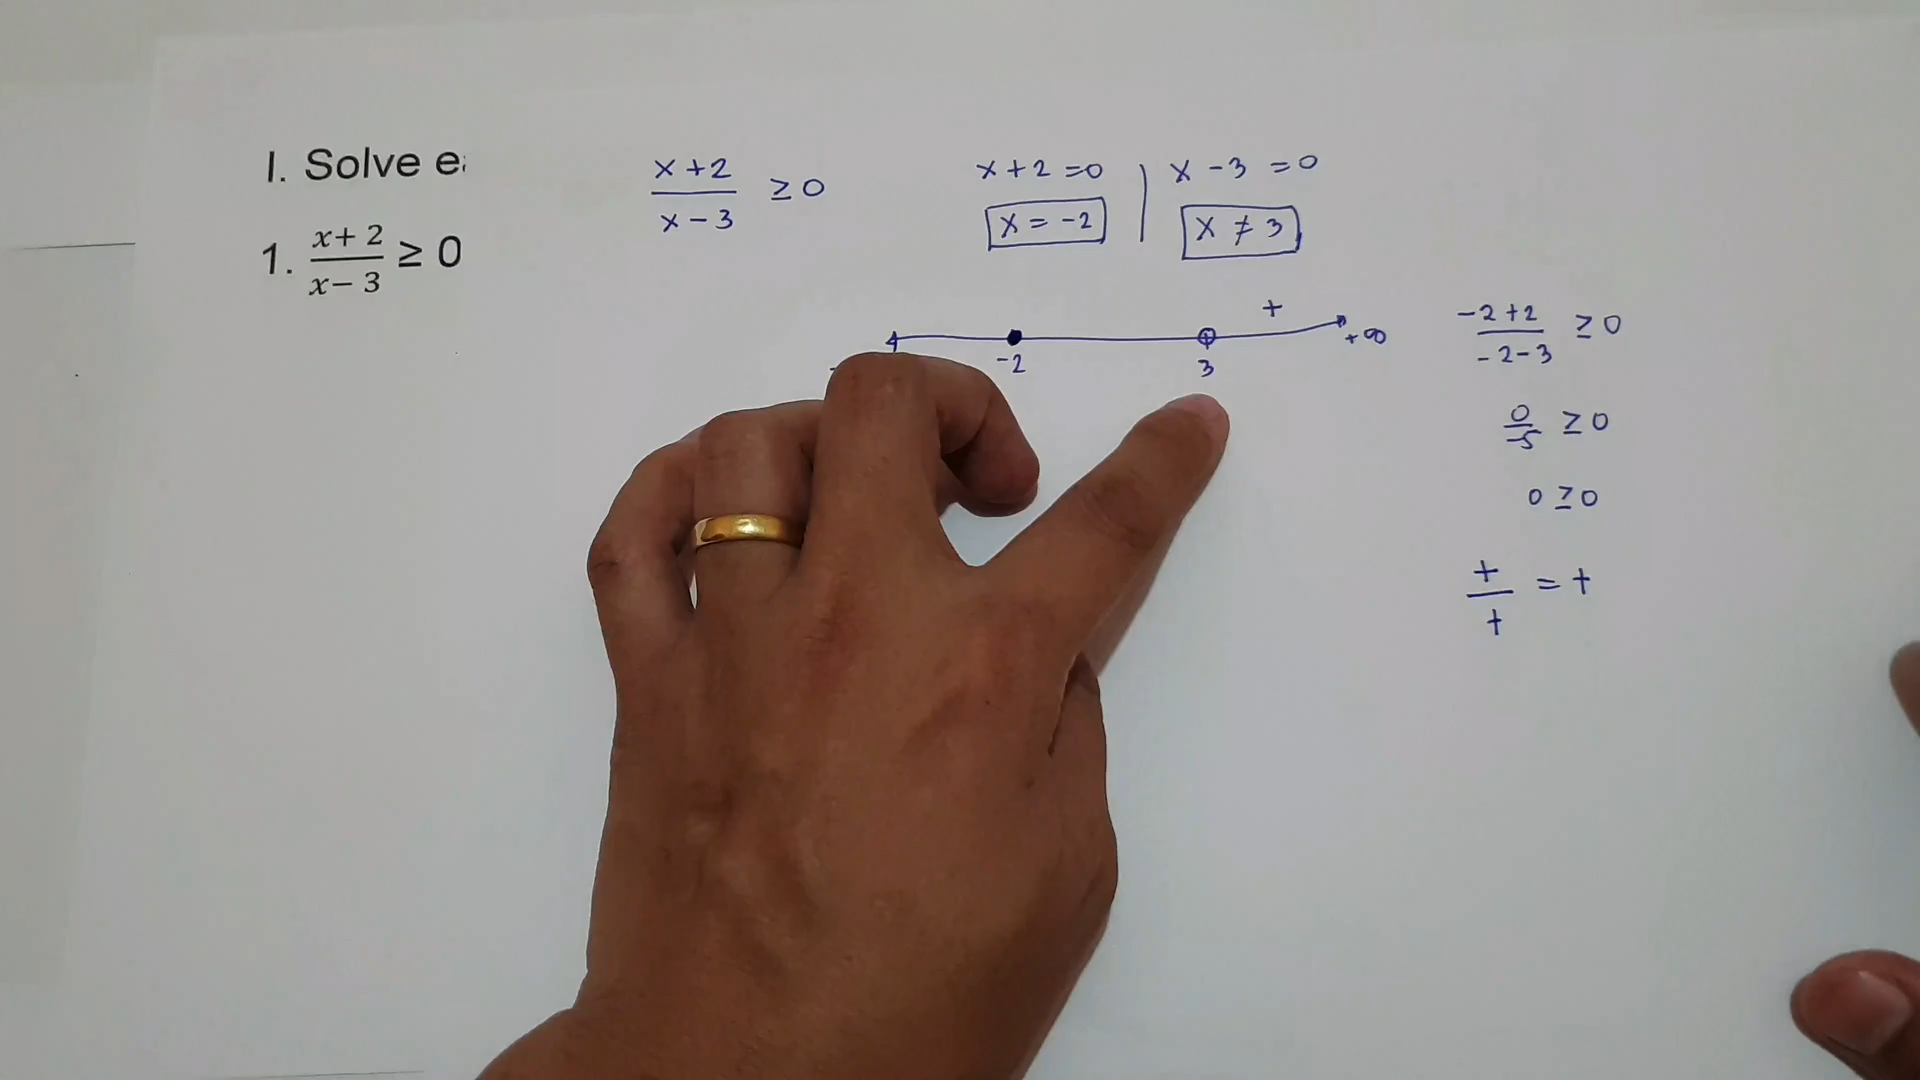 I. Solve e
1. x+ 2 / x− 3 ≥ 0
x+2 / x-3 ≥0
x+2=0 | x-3=0
x=-2 | x≠3
+
-2 3 +∞
-2+2 / -2-3 ≥0
0/-5 ≥0
0≥0
+/+ = +